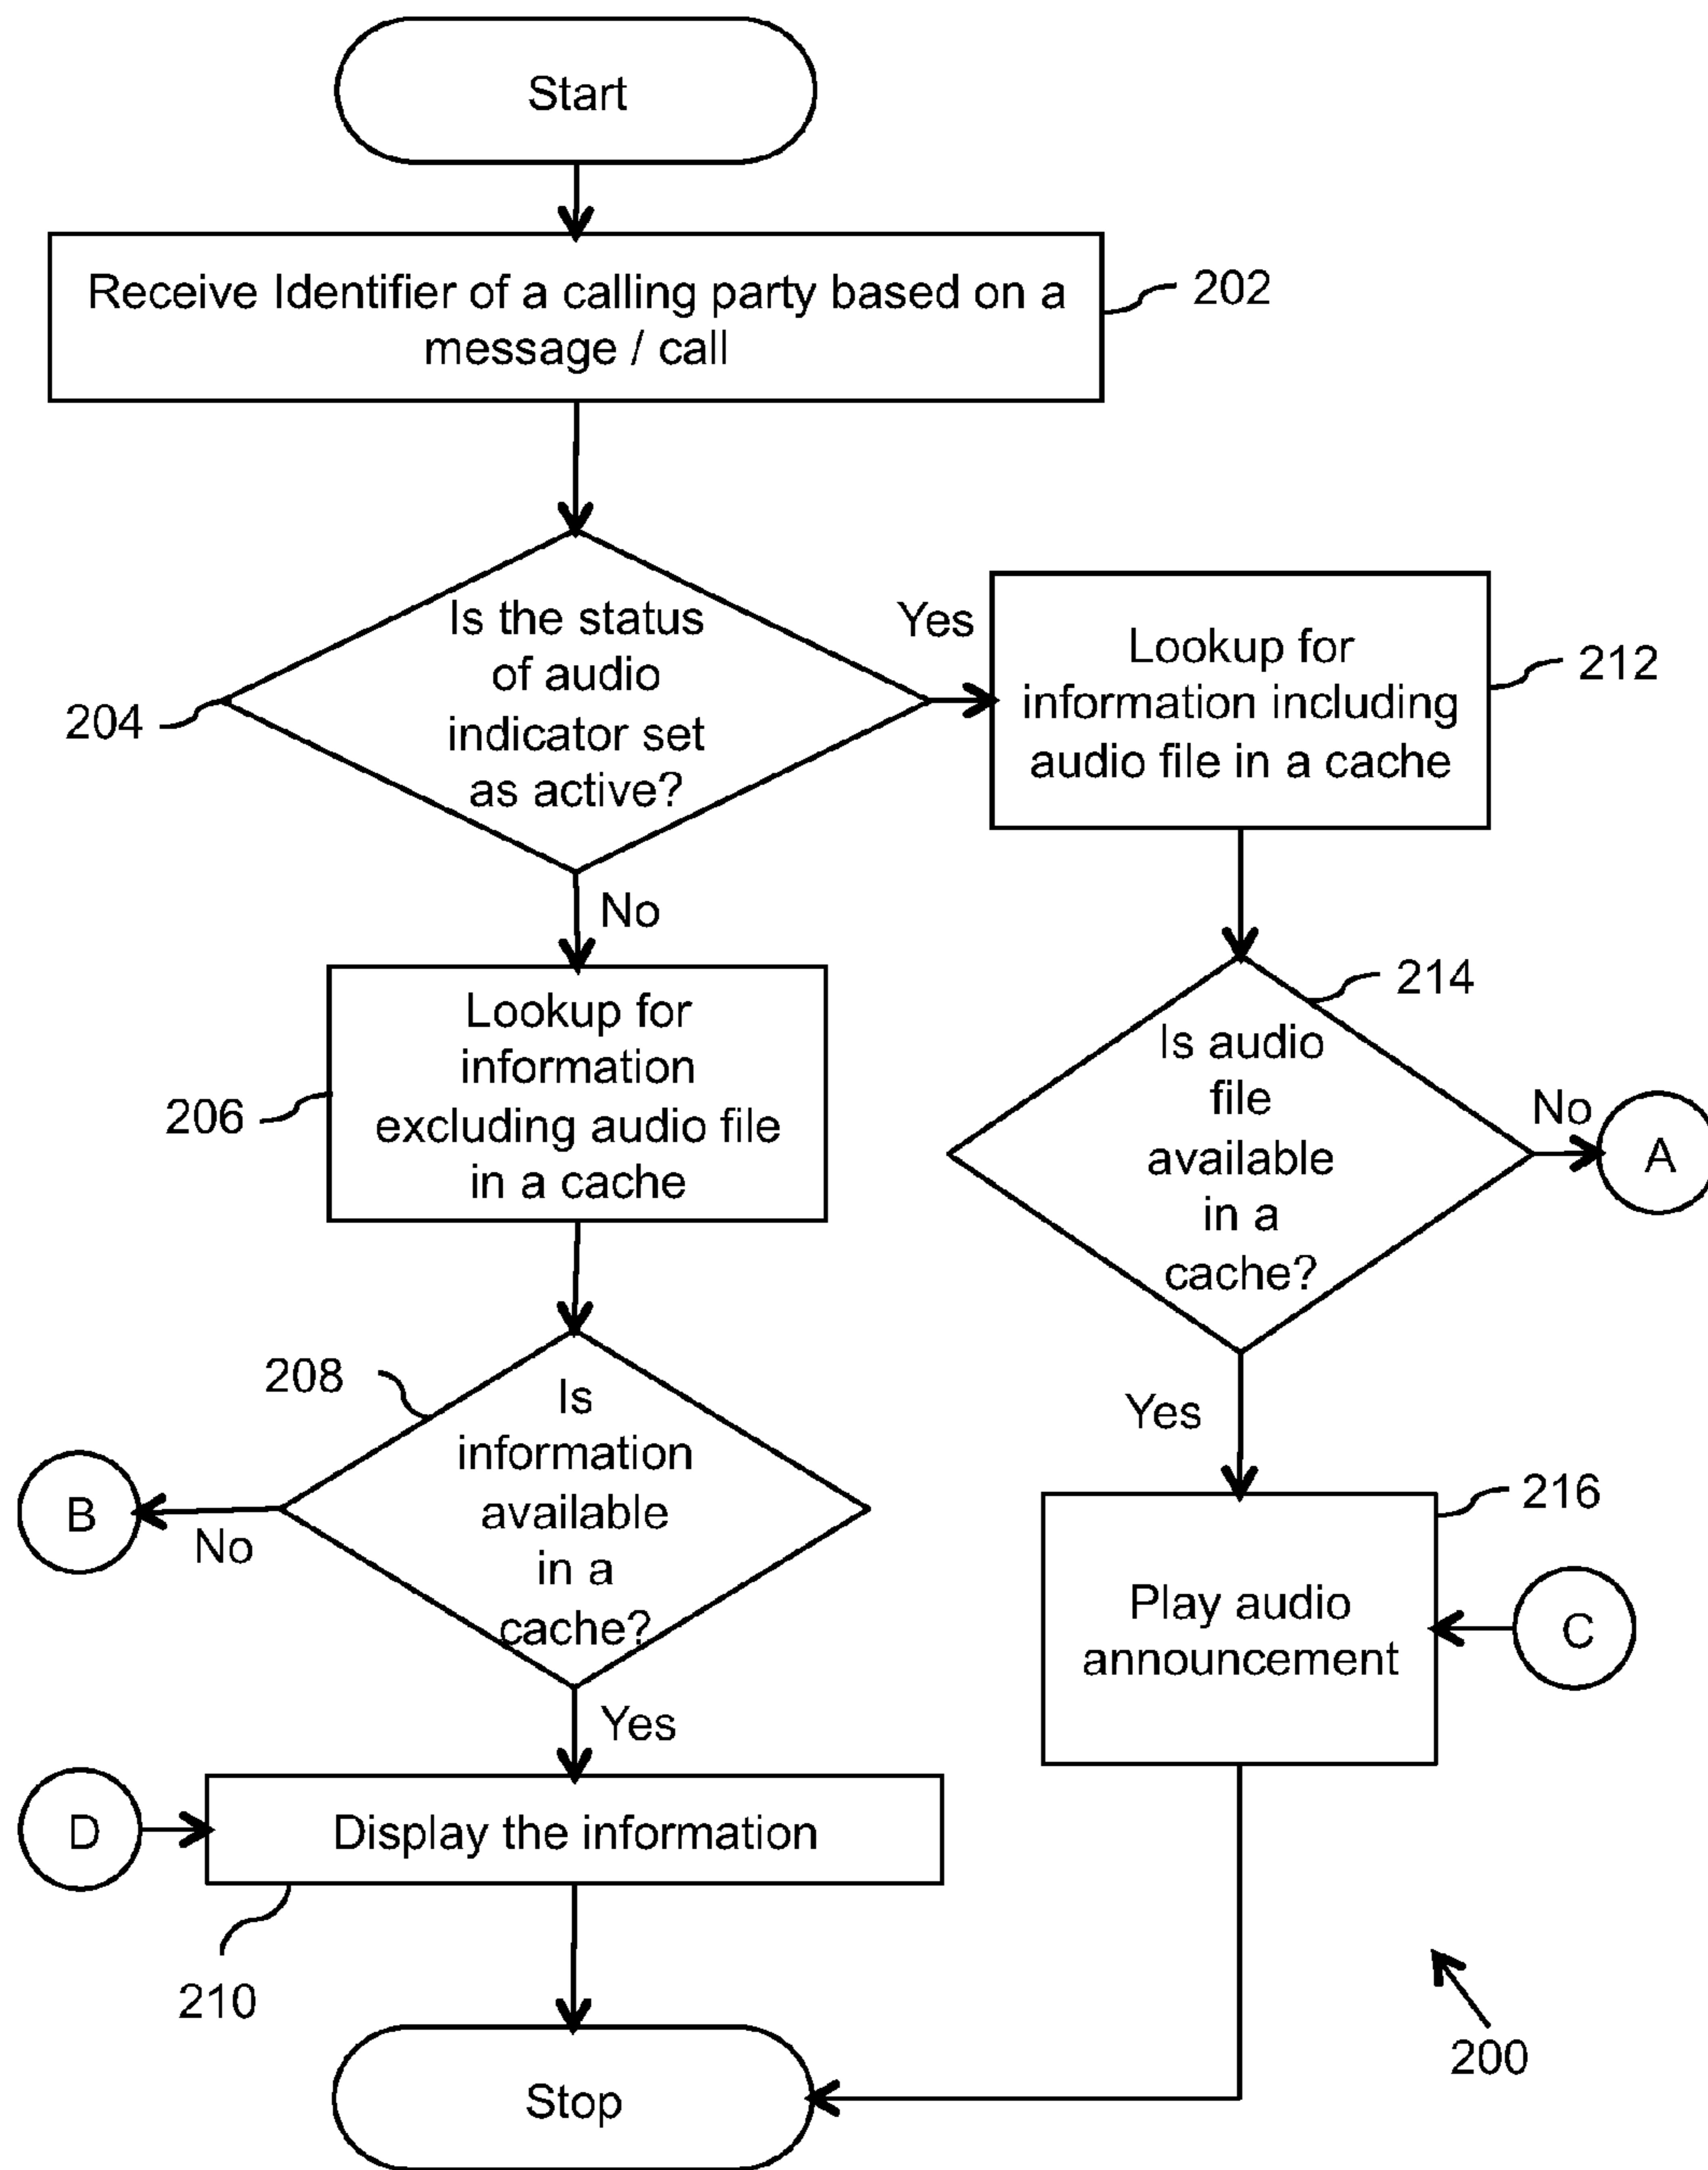 Start
Receive Identifier of a calling party based on a
message / call
202
Is the status
of audio
indicator set
as active?
204
Yes
Lookup for
information including
audio file in a cache
212
No
Lookup for
information
excluding audio file
in a cache
206
214
Is audio
file
available
in a
cache?
No
A
208
Is
information
available
in a
cache?
B
No
Yes
216
Play audio
announcement
C
Yes
D
Display the information
210
Stop
200